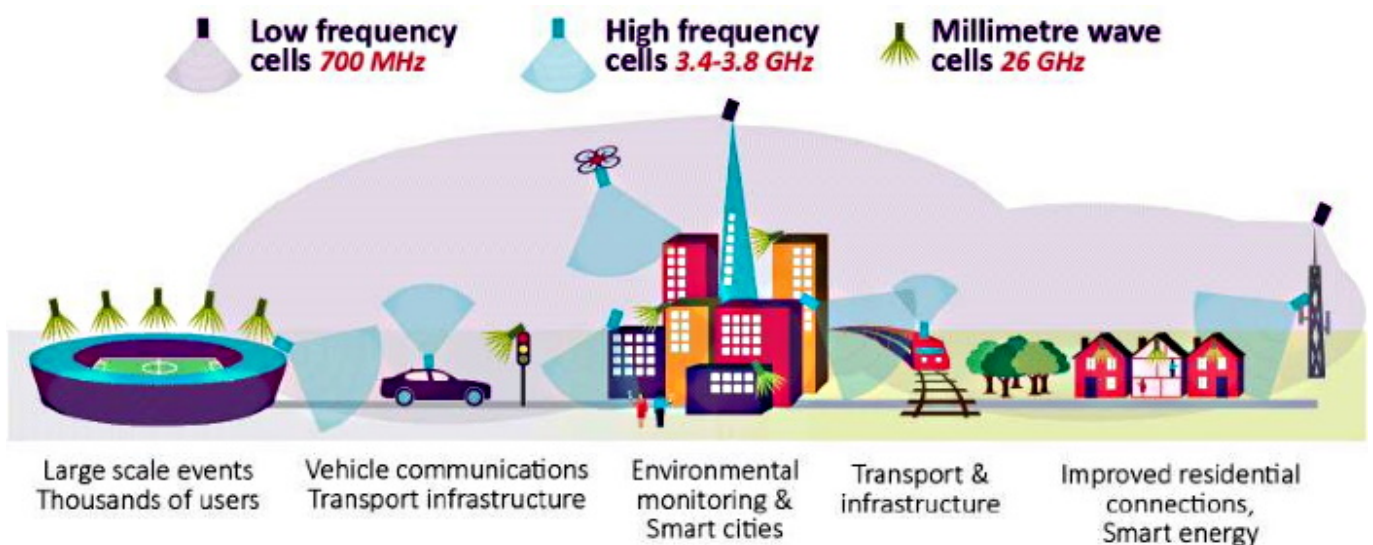 Low frequency
cells 700 MHz
High frequency
cells 3.4-3.8 GHz
Millimetre wave
cells 26 GHz
Large scale events
Thousands of users
Vehicle communications
Transport infrastructure
Environmental
monitoring &
Smart cities
Transport &
infrastructure
Improved residential
connections,
Smart energy